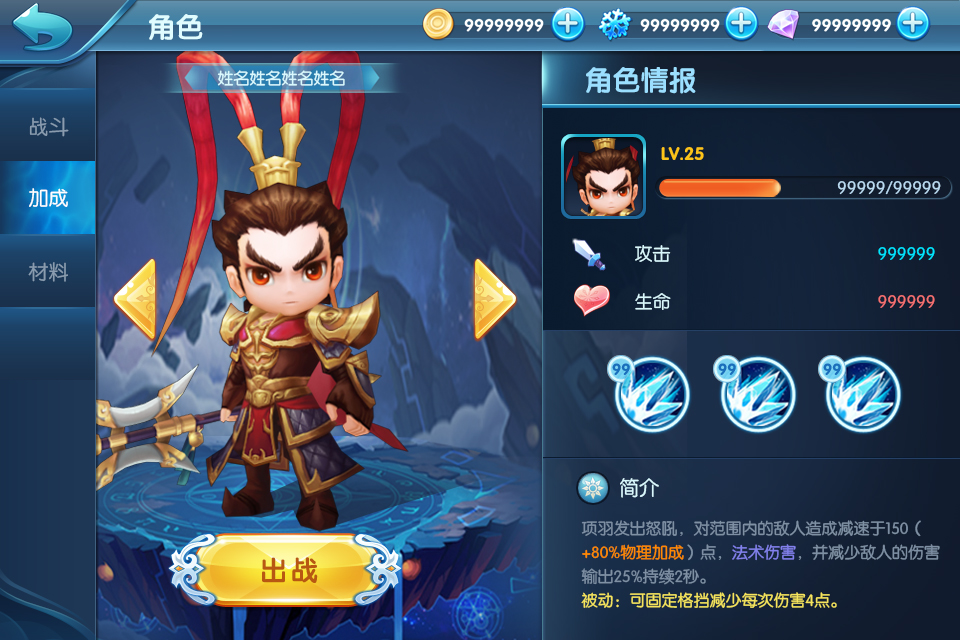 角色
99999999
99999999
99999999
战斗
加成
材料
姓名姓名姓名姓名
出战
角色情报
LV.25
99999/99999
攻击 999999
生命 999999
99 99 99
简介
项羽发出怒吼，对范围内的敌人造成减速于150（
+80%物理加成）点，法术伤害，并减少敌人的伤害
输出25%持续2秒。
被动：可固定格挡减少每次伤害4点。